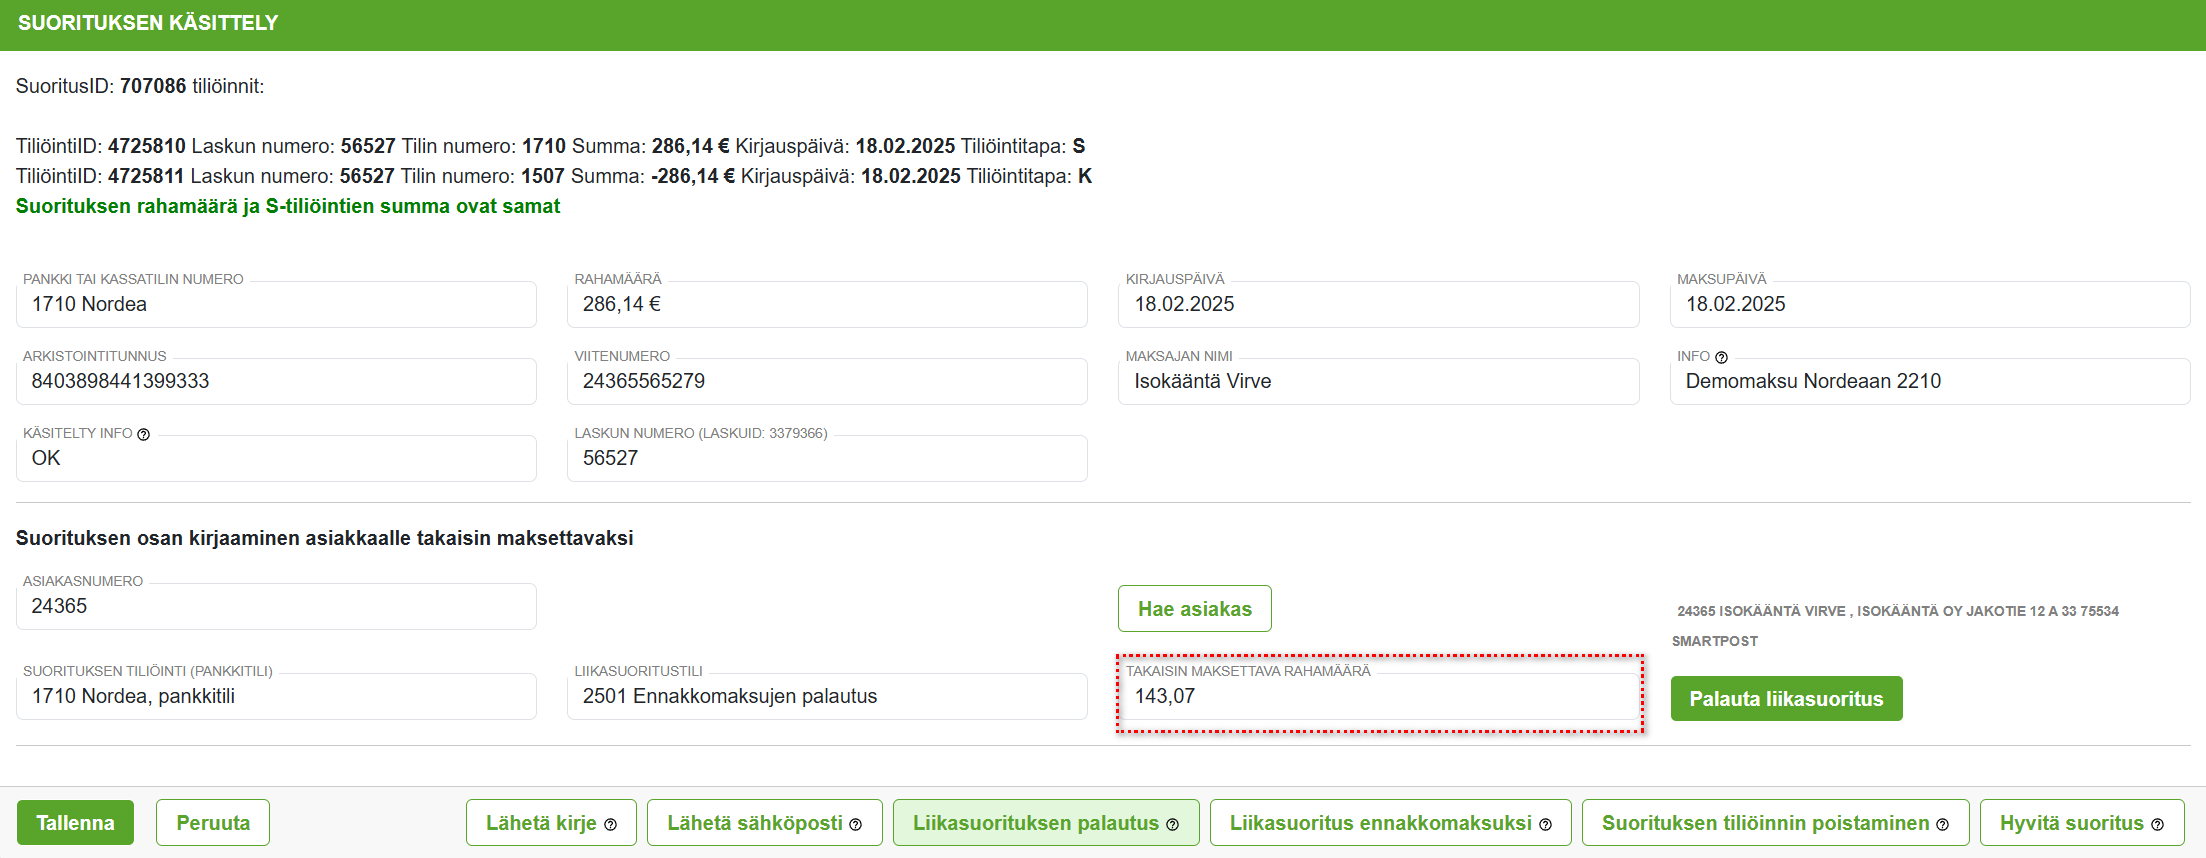 SUORITUKSEN KÄSITTELY
SuoritusID: 707086 tiliöinnit:
TiliöintiID: 4725810 Laskun numero: 56527 Tilin numero: 1710 Summa: 286,14 € Kirjauspäivä: 18.02.2025 Tiliöintitapa: S
TiliöintiID: 4725811 Laskun numero: 56527 Tilin numero: 1507 Summa: -286,14 € Kirjauspäivä: 18.02.2025 Tiliöintitapa: K
Suorituksen rahamäärä ja S-tiliöintien summa ovat samat
PANKKI TAI KASSATILIN NUMERO
1710 Nordea
RAHAMÄÄRÄ
286,14 €
KIRJAUSPÄIVÄ
18.02.2025
MAKSUPÄIVÄ
18.02.2025
ARKISTOINTITUNNUS
8403898441399333
VIITENUMERO
24365565279
MAKSAJAN NIMI
Isokääntä Virve
INFO
Demomaksu Nordeaan 2210
KÄSITELTY INFO
OK
LASKUN NUMERO (LASKUID: 3379366)
56527
Suorituksen osan kirjaaminen asiakkaalle takaisin maksettavaksi
ASIAKASNUMERO
24365
Hae asiakas
24365 ISOKÄÄNTÄ VIRVE , ISOKÄÄNTÄ OY JAKOTIE 12 A 33 75534
SMARTPOST
SUORITUKSEN TILIÖINTI (PANKKITILI)
1710 Nordea, pankkitili
LIIKASUORITUSTILI
2501 Ennakkomaksujen palautus
TAKAISIN MAKSETTAVA RAHAMÄÄRÄ
143,07
Palauta liikasuoritus
Tallenna
Peruuta
Lähetä kirje
Lähetä sähköposti
Liikasuorituksen palautus
Liikasuoritus ennakkomaksuksi
Suorituksen tiliöinnin poistaminen
Hyvitä suoritus